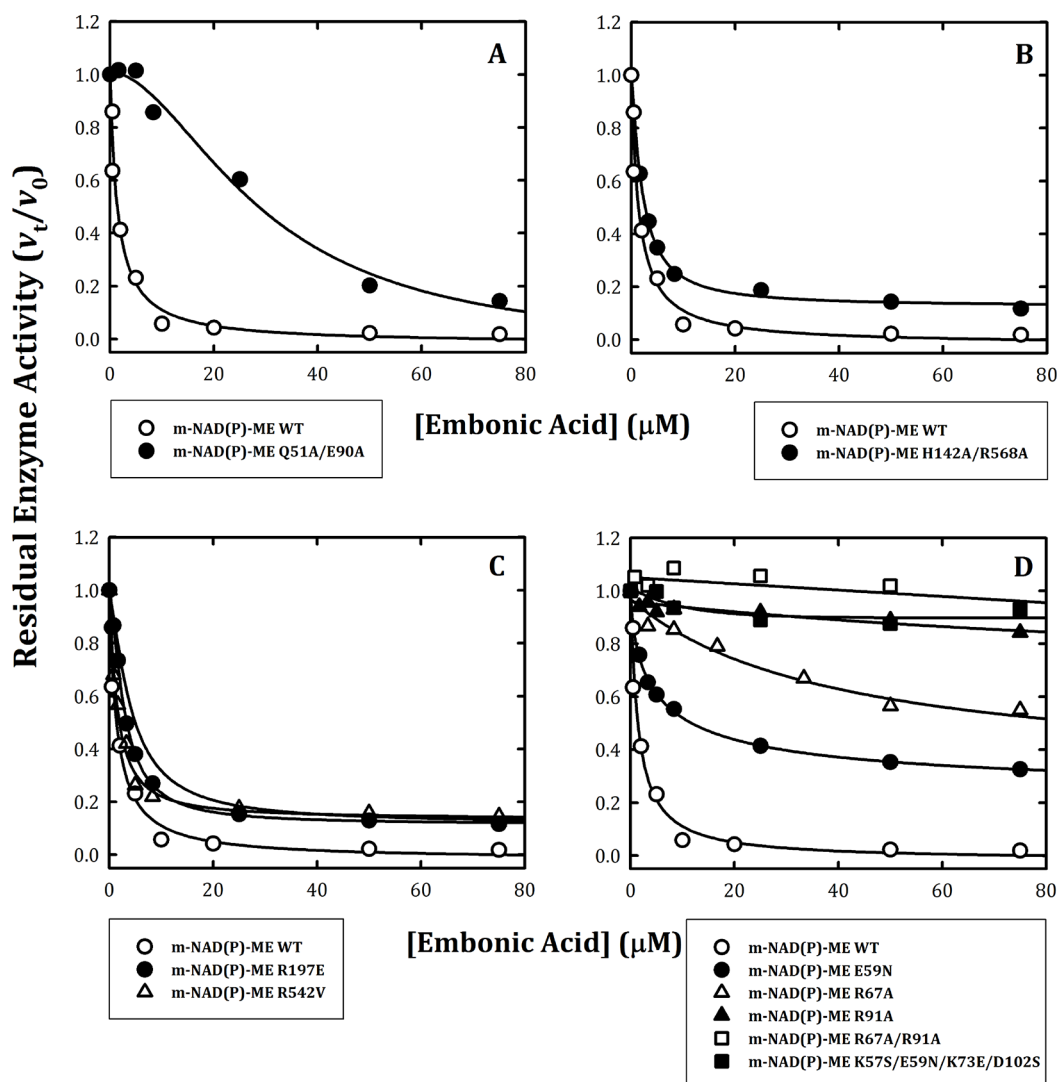 Residual Enzyme Activity (vt/v0)
A
1.2
1.0
0.8
0.6
0.4
0.2
0.0
0 20 40 60 80
B
1.2
1.0
0.8
0.6
0.4
0.2
0.0
0 20 40 60 80
m-NAD(P)-ME WT
m-NAD(P)-ME Q51A/E90A
[Embonic Acid] (μM)
m-NAD(P)-ME WT
m-NAD(P)-ME H142A/R568A
C
1.2
1.0
0.8
0.6
0.4
0.2
0.0
0 20 40 60 80
D
1.2
1.0
0.8
0.6
0.4
0.2
0.0
0 20 40 60 80
m-NAD(P)-ME WT
m-NAD(P)-ME R197E
m-NAD(P)-ME R542V
[Embonic Acid] (μM)
m-NAD(P)-ME WT
m-NAD(P)-ME E59N
m-NAD(P)-ME R67A
m-NAD(P)-ME R91A
m-NAD(P)-ME R67A/R91A
m-NAD(P)-ME K57S/E59N/K73E/D102S